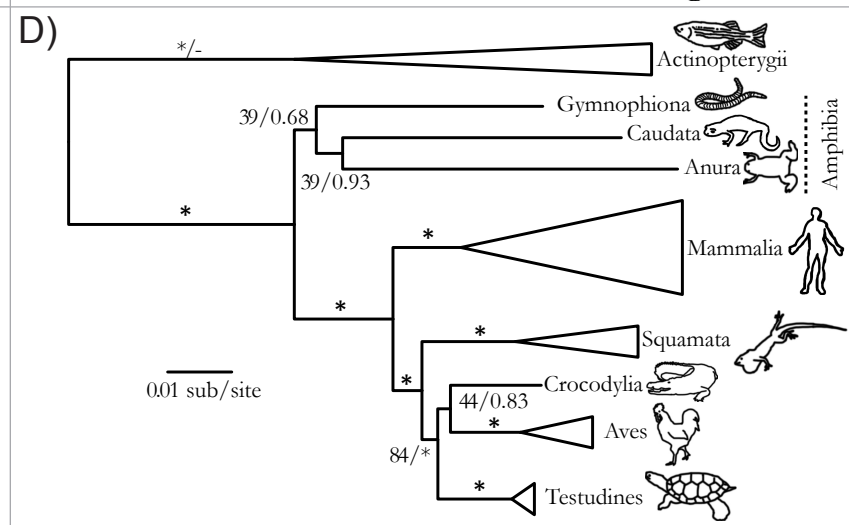 D)
*/-
Actinopterygii
39/0.68
Gymnophiona
Caudata
39/0.93
Anura
Amphibia
*
*
Mammalia
*
*
Squamata
0.01 sub/site
*
Crocodylia
44/0.83
*
Aves
84/*
*
Testudines